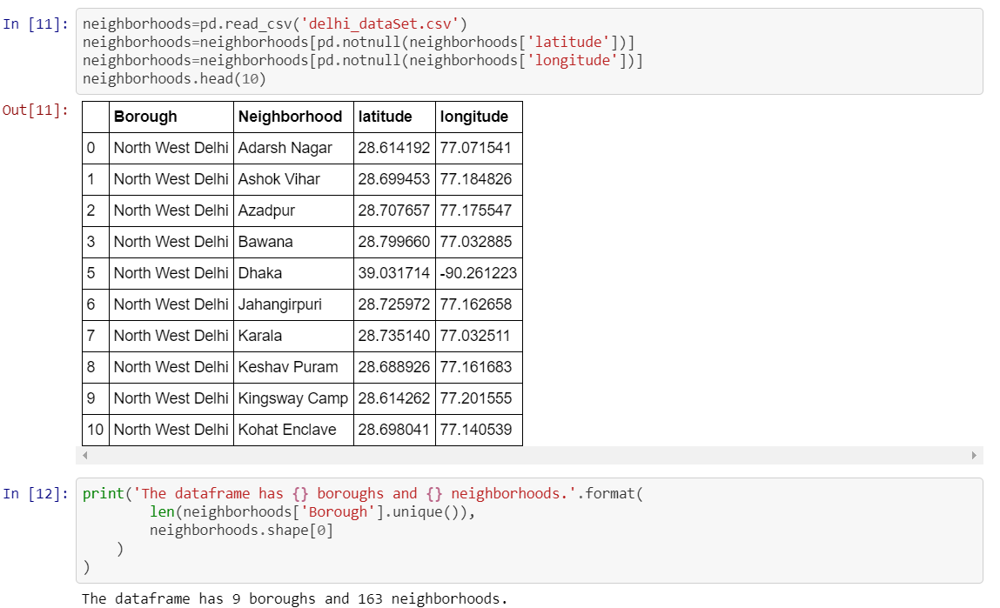 In [11]: neighborhoods=pd.read_csv('delhi_dataSet.csv')
neighborhoods=neighborhoods[pd.notnull(neighborhoods['latitude'])]
neighborhoods=neighborhoods[pd.notnull(neighborhoods['longitude'])]
neighborhoods.head(10)
Out[11]:
Borough Neighborhood latitude longitude
0 North West Delhi Adarsh Nagar 28.614192 77.071541
1 North West Delhi Ashok Vihar 28.699453 77.184826
2 North West Delhi Azadpur 28.707657 77.175547
3 North West Delhi Bawana 28.799660 77.032885
5 North West Delhi Dhaka 39.031714 -90.261223
6 North West Delhi Jahangirpuri 28.725972 77.162658
7 North West Delhi Karala 28.735140 77.032511
8 North West Delhi Keshav Puram 28.688926 77.161683
9 North West Delhi Kingsway Camp 28.614262 77.201555
10 North West Delhi Kohat Enclave 28.698041 77.140539
In [12]: print('The dataframe has {} boroughs and {} neighborhoods.'.format(
len(neighborhoods['Borough'].unique()),
neighborhoods.shape[0]
)
)
The dataframe has 9 boroughs and 163 neighborhoods.